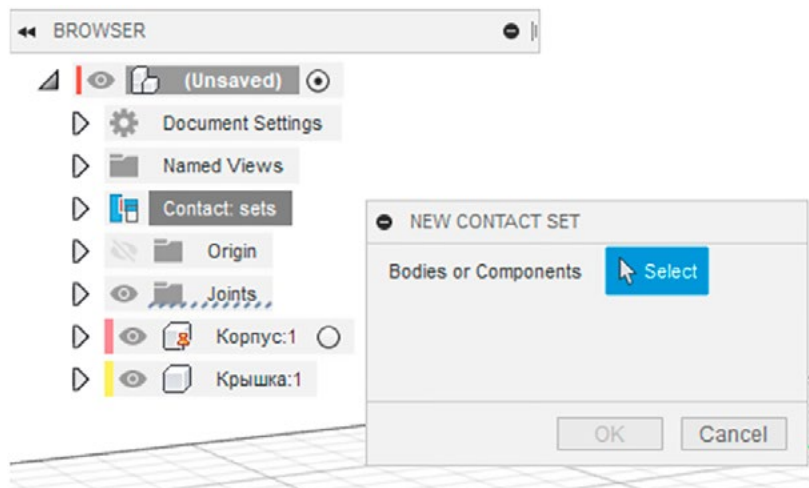 BROWSER
(Unsaved)
Document Settings
Named Views
Contact: sets
Origin
Joints
Корпус:1
Крышка:1
NEW CONTACT SET
Bodies or Components
Select
OK
Cancel